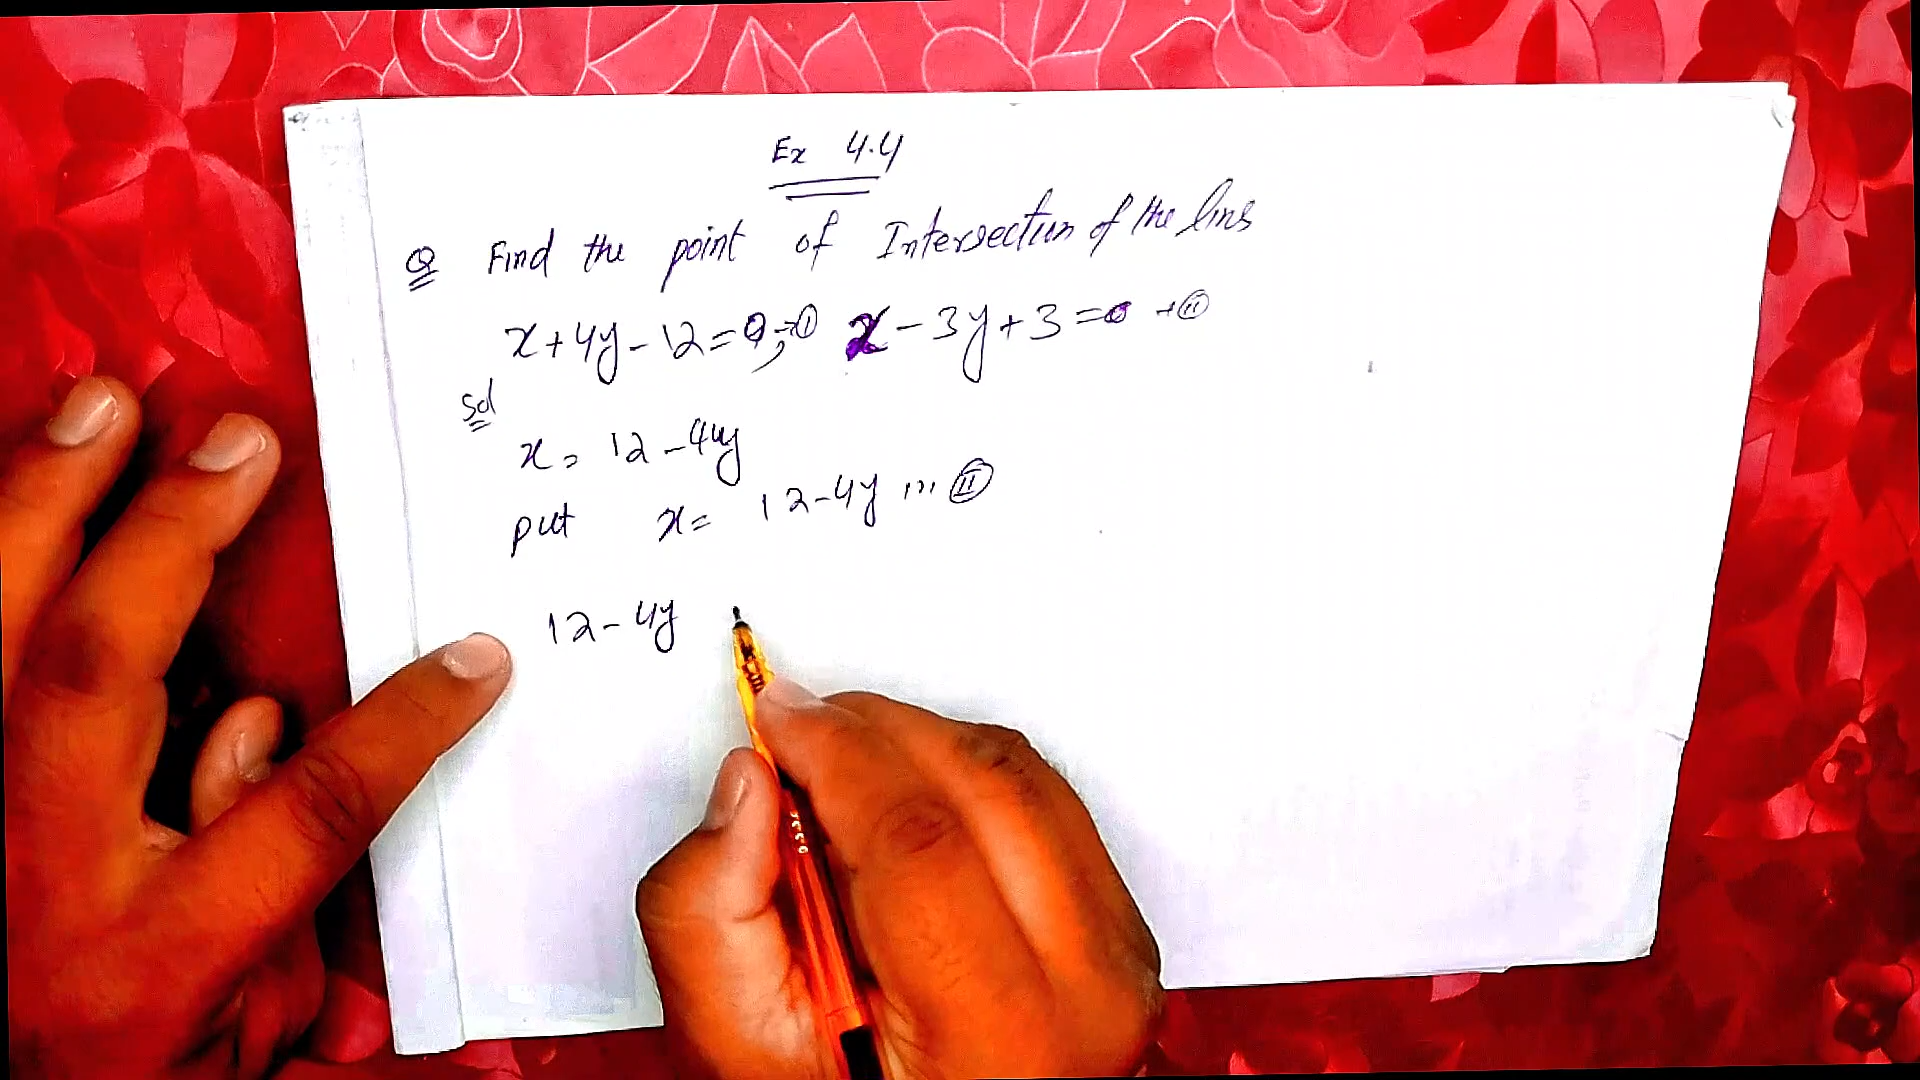 Ex 4.4
Q Find the point of Intersection of the lins
x+4y-12=0,→① x-3y+3=0 →②
Sol
x= 12-4y
put x= 12-4y in ②
12-4y